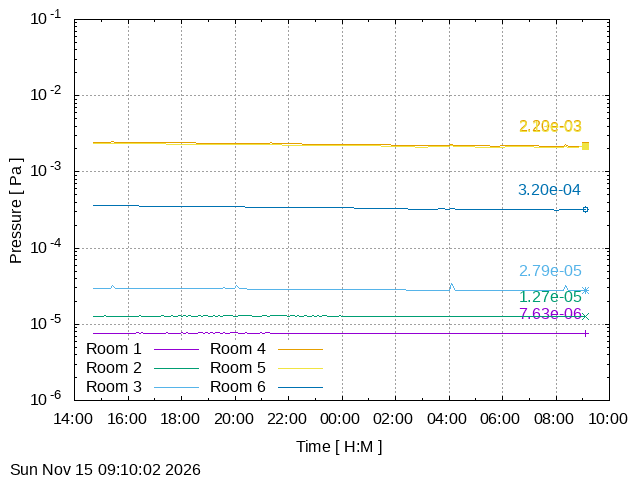 10^-1
10^-2
10^-3
10^-4
10^-5
10^-6
Pressure [ Pa ]
2.20e-03
3.20e-04
2.79e-05
1.27e-05
7.63e-06
Room 1 Room 4
Room 2 Room 5
Room 3 Room 6
14:00 16:00 18:00 20:00 22:00 00:00 02:00 04:00 06:00 08:00 10:00
Time [ H:M ]
Sun Nov 15 09:10:02 2026